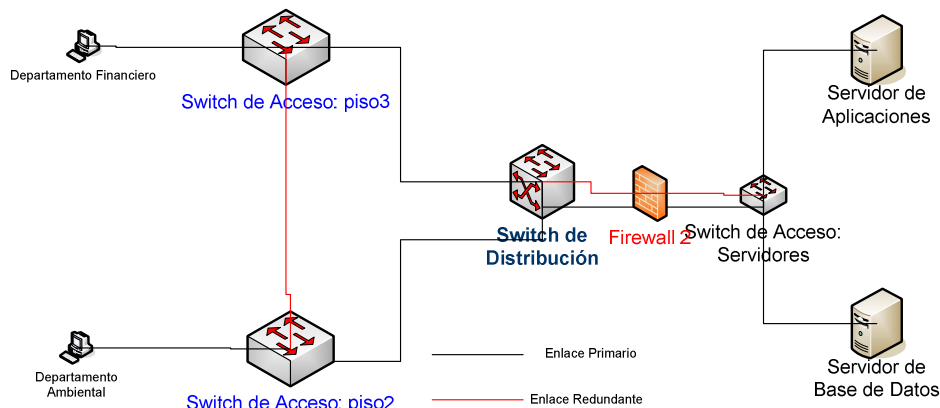 Departamento Financiero
Switch de Acceso: piso3
Servidor de
Aplicaciones
Switch de
Distribución
Firewall 2
Switch de Acceso:
Servidores
Departamento
Ambiental
Switch de Acceso: piso2
Enlace Primario
Enlace Redundante
Servidor de
Base de Datos